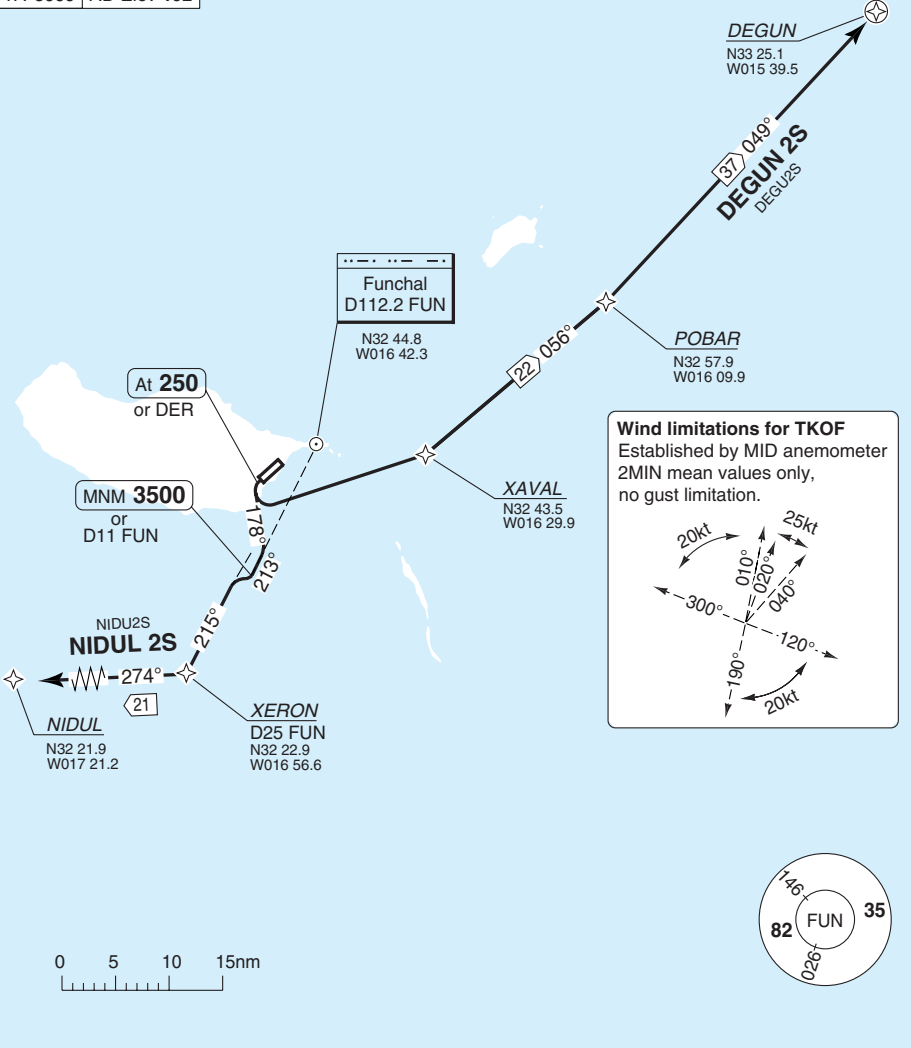 DEGUN
N33 25.1
W015 39.5
37 049°
DEGUN 2S
DEGU2S
Funchal
D112.2 FUN
N32 44.8
W016 42.3
POBAR
N32 57.9
W016 09.9
22 056°
At 250
or DER
MNM 3500
or
D11 FUN
178°
213°
XAVAL
N32 43.5
W016 29.9
Wind limitations for TKOF
Established by MID anemometer
2MIN mean values only,
no gust limitation.
20kt
25kt
010°
020°
040°
300°
120°
190°
20kt
215°
NIDU2S
NIDUL 2S
274°
21
NIDUL
N32 21.9
W017 21.2
XERON
D25 FUN
N32 22.9
W016 56.6
146
82 FUN 35
026
0 5 10 15nm